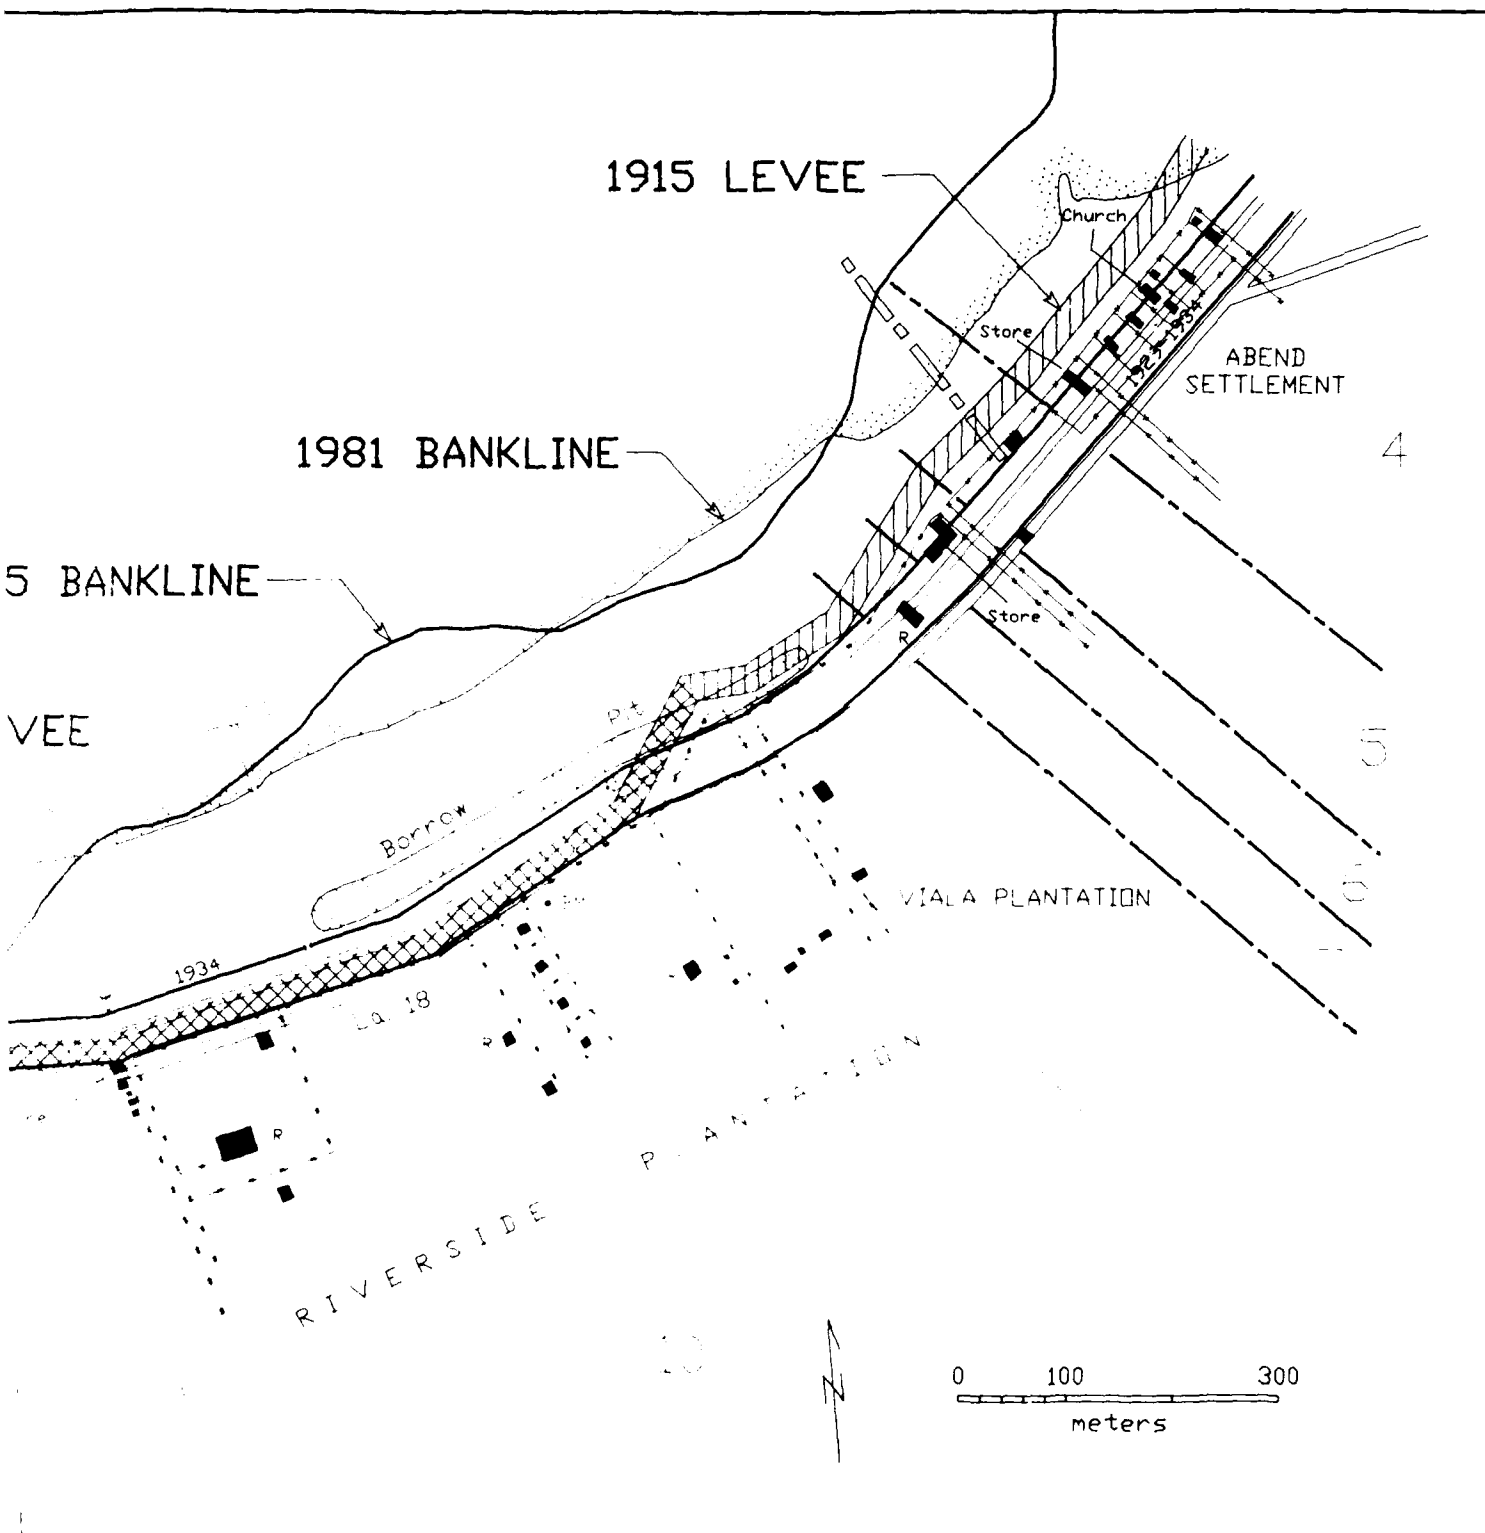 1915 LEVEE
Church
Store
1923-1934
ABEND
SETTLEMENT
4
1981 BANKLINE
5 BANKLINE
Store
R
VEE
Pit
5
Borrow
6
VIALA PLANTATION
1934
La. 18
R
R
RIVERSIDE PLANTATION
N
0 100 300
meters